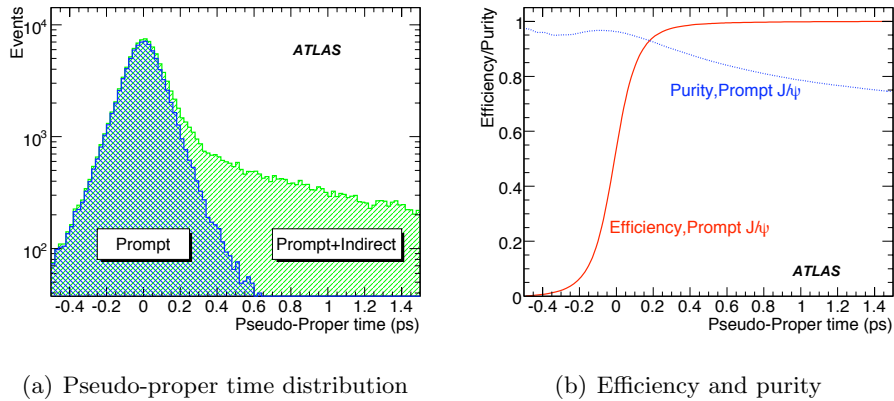 Events
10^4
10^3
10^2
ATLAS
Prompt
Prompt+Indirect
-0.4 -0.2 0 0.2 0.4 0.6 0.8 1 1.2 1.4
Pseudo-Proper time (ps)
(a) Pseudo-proper time distribution
Efficiency/Purity
1
0.8
0.6
0.4
0.2
0
Purity,Prompt J/ψ
Efficiency,Prompt J/ψ
ATLAS
-0.4 -0.2 0 0.2 0.4 0.6 0.8 1 1.2 1.4
Pseudo-Proper time (ps)
(b) Efficiency and purity